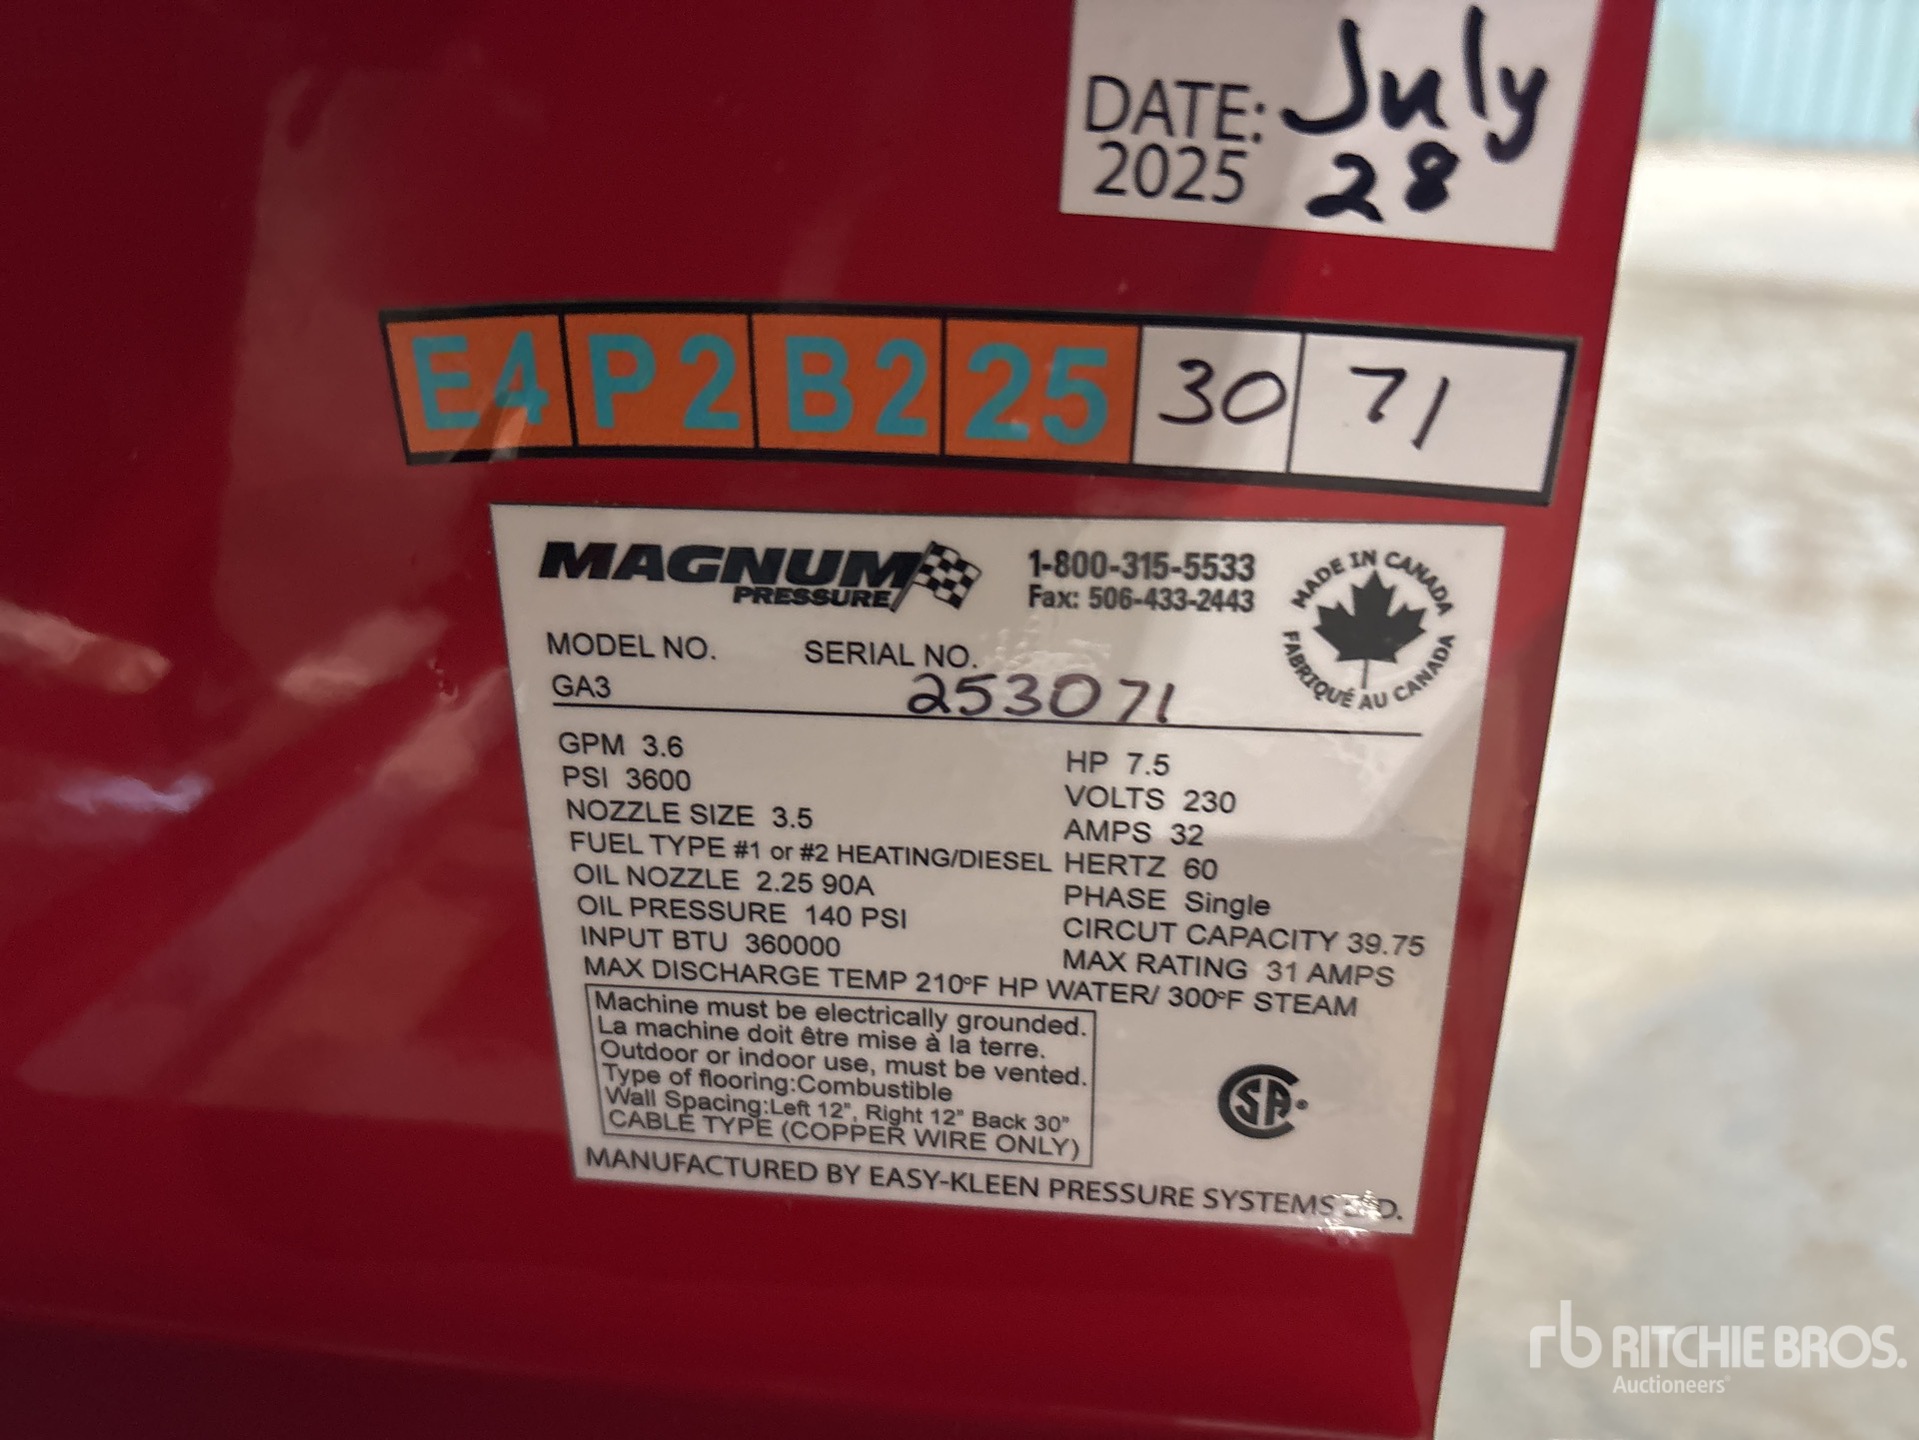 DATE: July
2025 28
E4 P2 B2 25 30 71
MAGNUM
PRESSURE
1-800-315-5533
Fax: 506-433-2443
MADE IN CANADA
FABRIQUÉ AU CANADA
MODEL NO. SERIAL NO.
GA3 253071
GPM 3.6
PSI 3600
NOZZLE SIZE 3.5
FUEL TYPE #1 or #2 HEATING/DIESEL
OIL NOZZLE 2.25 90A
OIL PRESSURE 140 PSI
INPUT BTU 360000
HP 7.5
VOLTS 230
AMPS 32
HERTZ 60
PHASE Single
CIRCUT CAPACITY 39.75
MAX RATING 31 AMPS
MAX DISCHARGE TEMP 210°F HP WATER/ 300°F STEAM
Machine must be electrically grounded.
La machine doit être mise à la terre.
Outdoor or indoor use, must be vented.
Type of flooring:Combustible
Wall Spacing:Left 12", Right 12" Back 30"
CABLE TYPE (COPPER WIRE ONLY)
CSA
MANUFACTURED BY EASY-KLEEN PRESSURE SYSTEMS
rb RITCHIE BROS.
Auctioneers